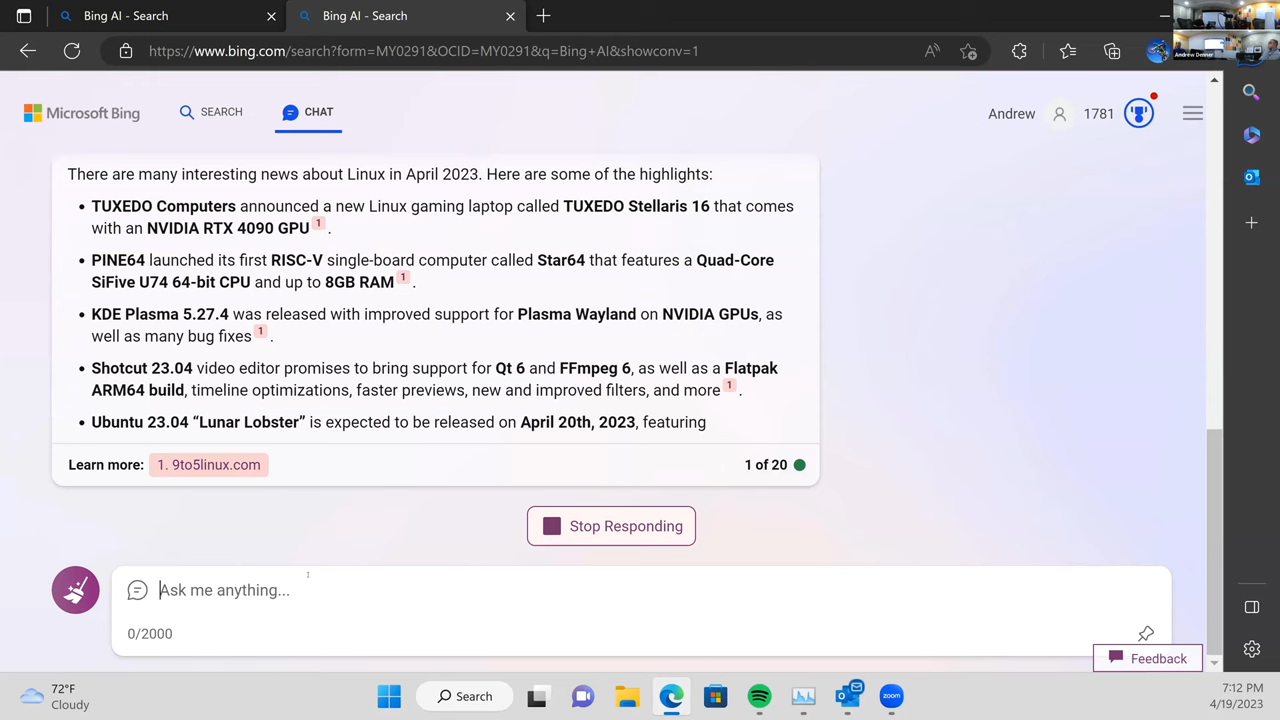 Bing AI - Search
Bing AI - Search
https://www.bing.com/search?form=MY0291&OCID=MY0291&q=Bing+AI&showconv=1
Andrew Denner
Microsoft Bing
SEARCH
CHAT
Andrew
1781
There are many interesting news about Linux in April 2023. Here are some of the highlights:
• TUXEDO Computers announced a new Linux gaming laptop called TUXEDO Stellaris 16 that comes
with an NVIDIA RTX 4090 GPU 1 .
• PINE64 launched its first RISC-V single-board computer called Star64 that features a Quad-Core
SiFive U74 64-bit CPU and up to 8GB RAM 1 .
• KDE Plasma 5.27.4 was released with improved support for Plasma Wayland on NVIDIA GPUs, as
well as many bug fixes 1 .
• Shotcut 23.04 video editor promises to bring support for Qt 6 and FFmpeg 6, as well as a Flatpak
ARM64 build, timeline optimizations, faster previews, new and improved filters, and more 1 .
• Ubuntu 23.04 “Lunar Lobster” is expected to be released on April 20th, 2023, featuring
Learn more: 1. 9to5linux.com
1 of 20
Stop Responding
Ask me anything...
0/2000
Feedback
72°F
Cloudy
Search
zoom
7:12 PM
4/19/2023